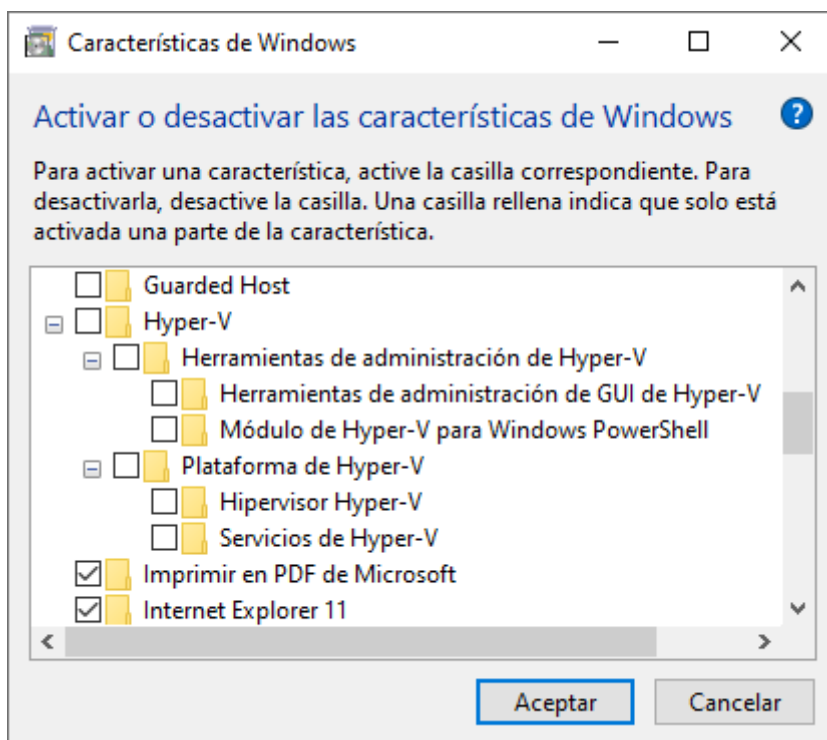 Características de Windows
Activar o desactivar las características de Windows
?
Para activar una característica, active la casilla correspondiente. Para
desactivarla, desactive la casilla. Una casilla rellena indica que solo está
activada una parte de la característica.
Guarded Host
Hyper-V
Herramientas de administración de Hyper-V
Herramientas de administración de GUI de Hyper-V
Módulo de Hyper-V para Windows PowerShell
Plataforma de Hyper-V
Hipervisor Hyper-V
Servicios de Hyper-V
Imprimir en PDF de Microsoft
Internet Explorer 11
Aceptar Cancelar